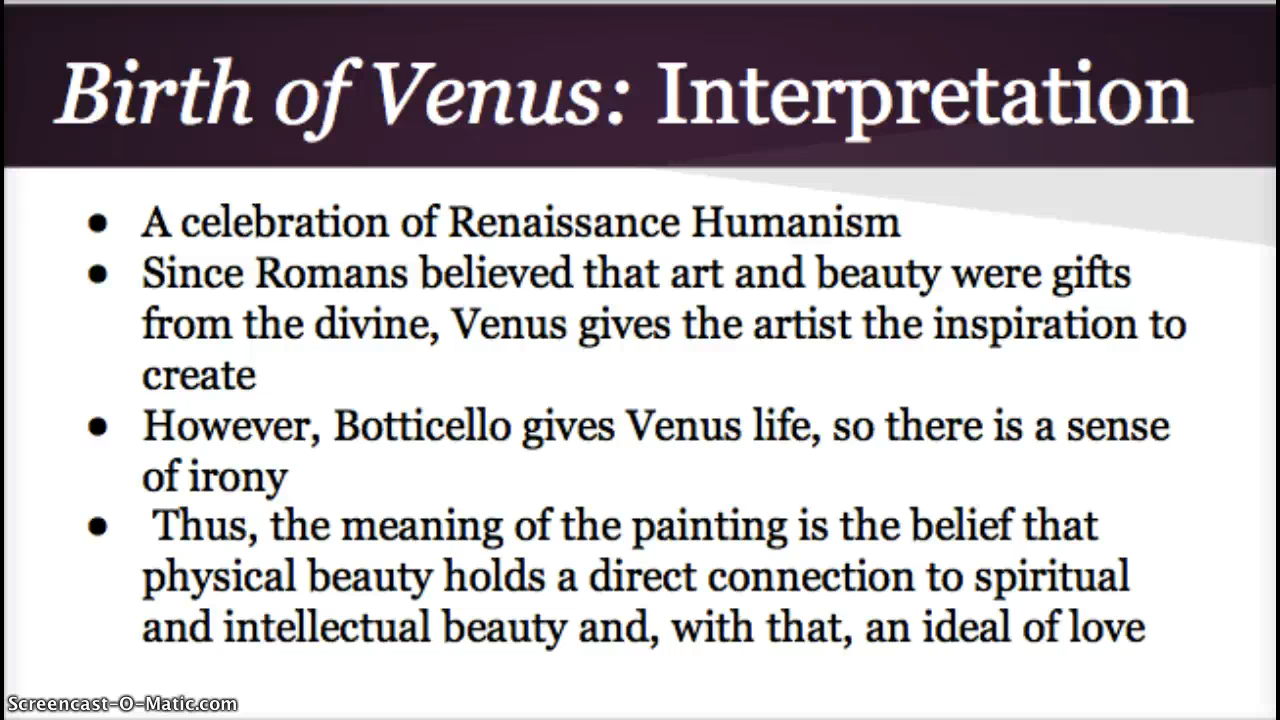 Birth of Venus: Interpretation
● A celebration of Renaissance Humanism
● Since Romans believed that art and beauty were gifts
from the divine, Venus gives the artist the inspiration to
create
● However, Botticello gives Venus life, so there is a sense
of irony
● Thus, the meaning of the painting is the belief that
physical beauty holds a direct connection to spiritual
and intellectual beauty and, with that, an ideal of love
Screencast-O-Matic.com